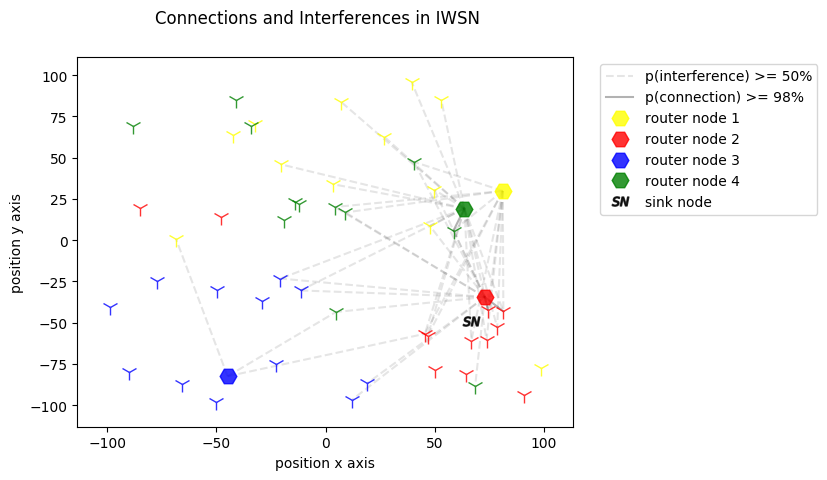 Connections and Interferences in IWSN
p(interference) >= 50%
p(connection) >= 98%
router node 1
router node 2
router node 3
router node 4
SN sink node
100
75
50
25
0
−25
−50
−75
−100
position y axis
SN
−100 −50 0 50 100
position x axis